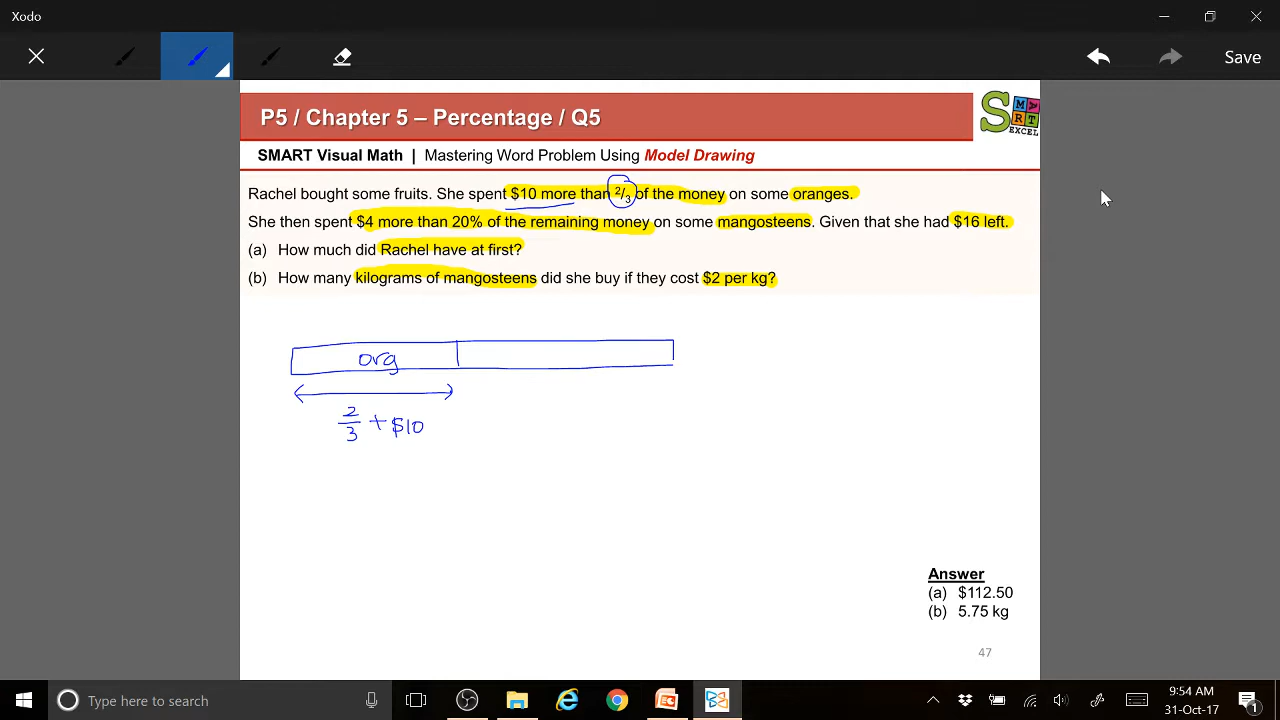 Xodo
Save
P5 / Chapter 5 – Percentage / Q5
S MART EXCEL
SMART Visual Math | Mastering Word Problem Using Model Drawing
Rachel bought some fruits. She spent $10 more than 2/3 of the money on some oranges.
She then spent $4 more than 20% of the remaining money on some mangosteens. Given that she had $16 left.
(a) How much did Rachel have at first?
(b) How many kilograms of mangosteens did she buy if they cost $2 per kg?
org
2/3 + $10
Answer
(a) $112.50
(b) 5.75 kg
47
Type here to search
9:54 AM
31-Oct-17
1